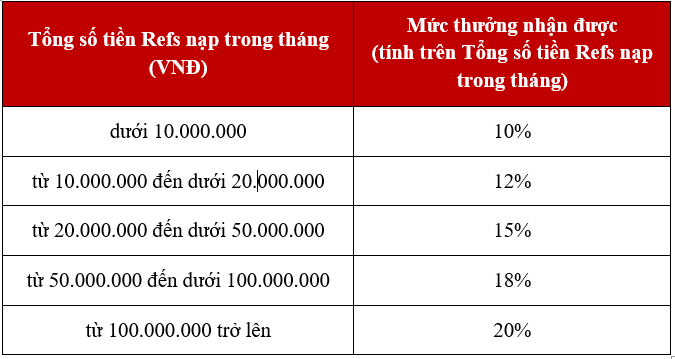 Tổng số tiền Refs nạp trong tháng
(VNĐ)
Mức thưởng nhận được
(tính trên Tổng số tiền Refs nạp
trong tháng)
dưới 10.000.000
10%
từ 10.000.000 đến dưới 20.000.000
12%
từ 20.000.000 đến dưới 50.000.000
15%
từ 50.000.000 đến dưới 100.000.000
18%
từ 100.000.000 trở lên
20%